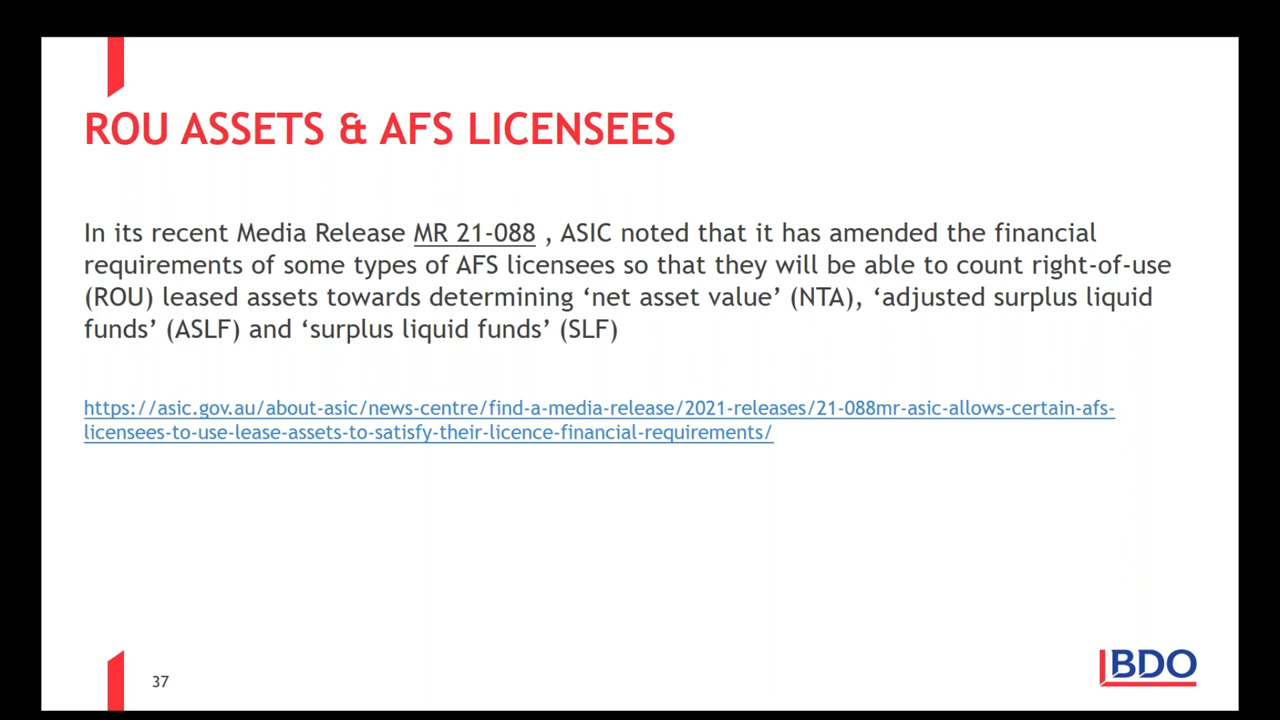 ROU ASSETS & AFS LICENSEES
In its recent Media Release MR 21-088 , ASIC noted that it has amended the financial
requirements of some types of AFS licensees so that they will be able to count right-of-use
(ROU) leased assets towards determining ‘net asset value’ (NTA), ‘adjusted surplus liquid
funds’ (ASLF) and ‘surplus liquid funds’ (SLF)
https://asic.gov.au/about-asic/news-centre/find-a-media-release/2021-releases/21-088mr-asic-allows-certain-afs-
licensees-to-use-lease-assets-to-satisfy-their-licence-financial-requirements/
37
BDO